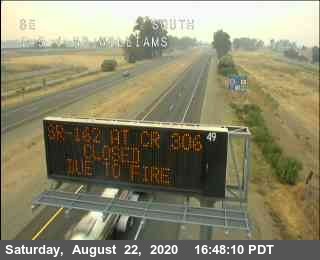 8E SOUTH
WILLIAMS
SR-162 AT CR 306
CLOSED
DUE TO FIRE
49
Saturday, August 22, 2020 16:48:10 PDT